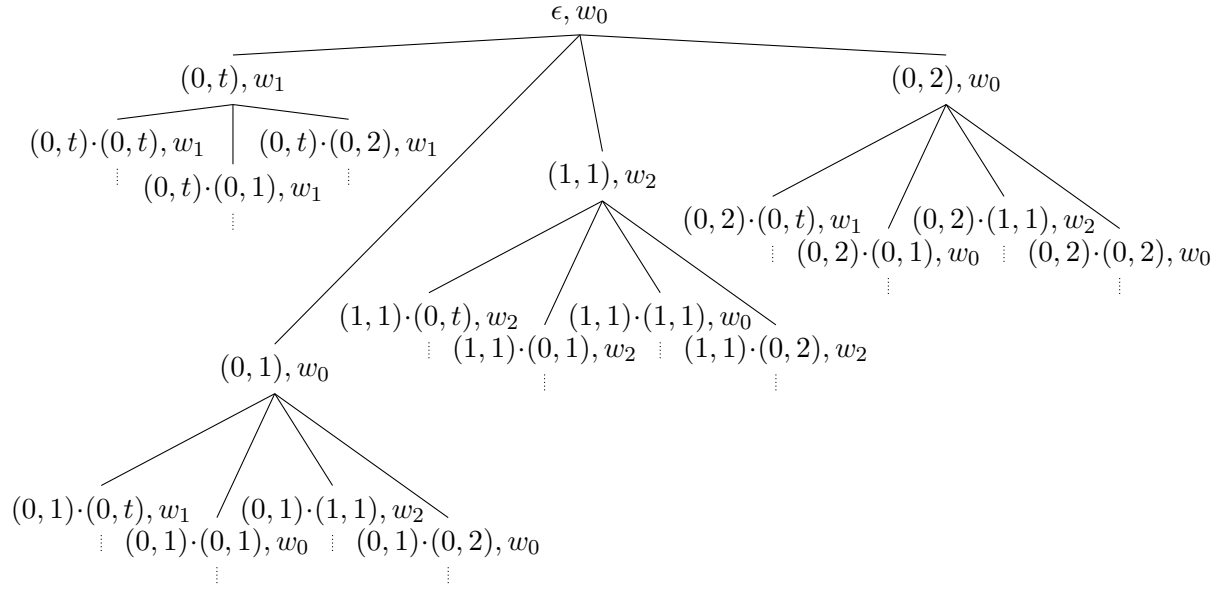 ϵ, w₀
(0, t), w₁
(0, 2), w₀
(0, t)·(0, t), w₁
(0, t)·(0, 2), w₁
(0, t)·(0, 1), w₁
(1, 1), w₂
(0, 2)·(0, t), w₁
(0, 2)·(1, 1), w₂
(0, 2)·(0, 1), w₀
(0, 2)·(0, 2), w₀
(1, 1)·(0, t), w₂
(1, 1)·(1, 1), w₀
(1, 1)·(0, 1), w₂
(1, 1)·(0, 2), w₂
(0, 1), w₀
(0, 1)·(0, t), w₁
(0, 1)·(1, 1), w₂
(0, 1)·(0, 1), w₀
(0, 1)·(0, 2), w₀